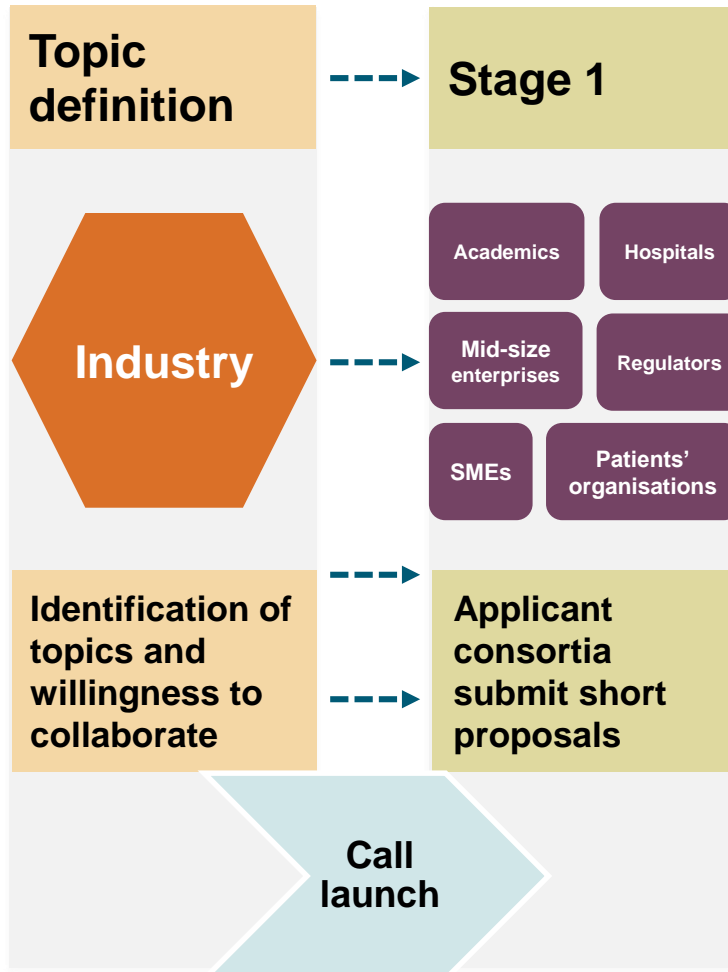 Topic
definition
Stage 1
Industry
Academics
Hospitals
Mid-size
enterprises
Regulators
SMEs
Patients’
organisations
Identification of
topics and
willingness to
collaborate
Applicant
consortia
submit short
proposals
Call
launch